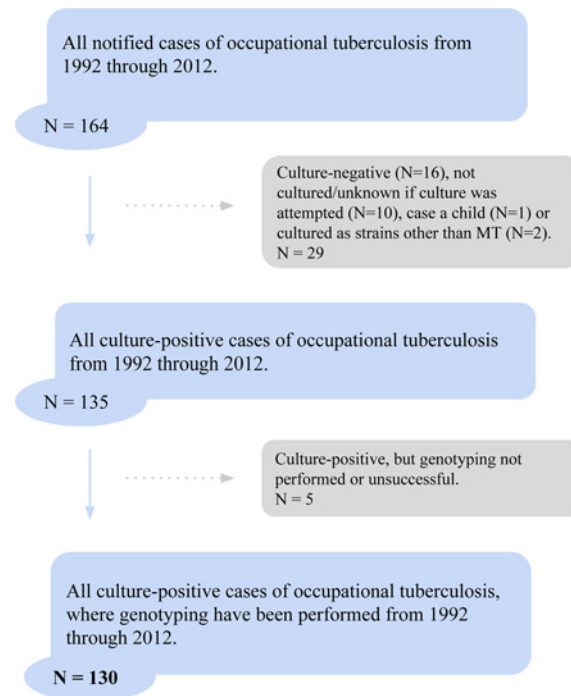 All notified cases of occupational tuberculosis from
1992 through 2012.
N = 164
Culture-negative (N=16), not
cultured/unknown if culture was
attempted (N=10), case a child (N=1) or
cultured as strains other than MT (N=2).
N = 29
All culture-positive cases of occupational tuberculosis
from 1992 through 2012.
N = 135
Culture-positive, but genotyping not
performed or unsuccessful.
N = 5
All culture-positive cases of occupational tuberculosis,
where genotyping have been performed from 1992
through 2012.
N = 130